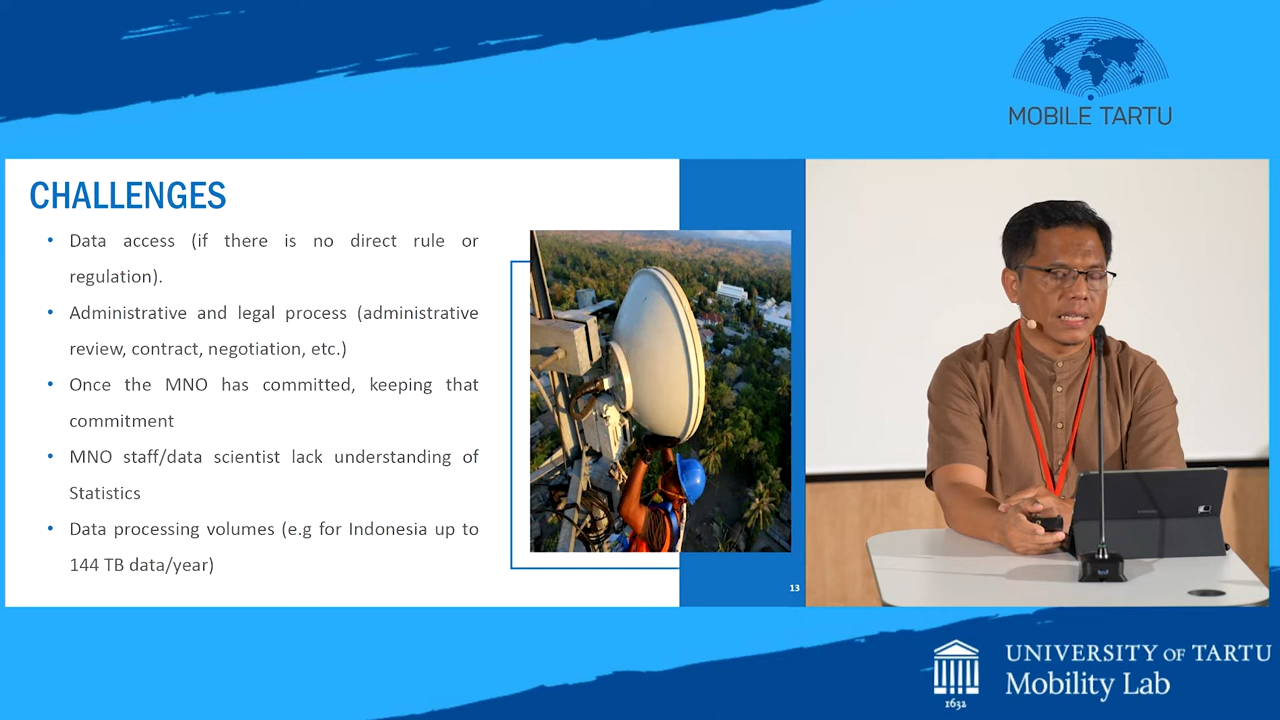 MOBILE TARTU
CHALLENGES
• Data access (if there is no direct rule or
regulation).
• Administrative and legal process (administrative
review, contract, negotiation, etc.)
• Once the MNO has committed, keeping that
commitment
• MNO staff/data scientist lack understanding of
Statistics
• Data processing volumes (e.g for Indonesia up to
144 TB data/year)
13
UNIVERSITY OF TARTU
Mobility Lab
1632